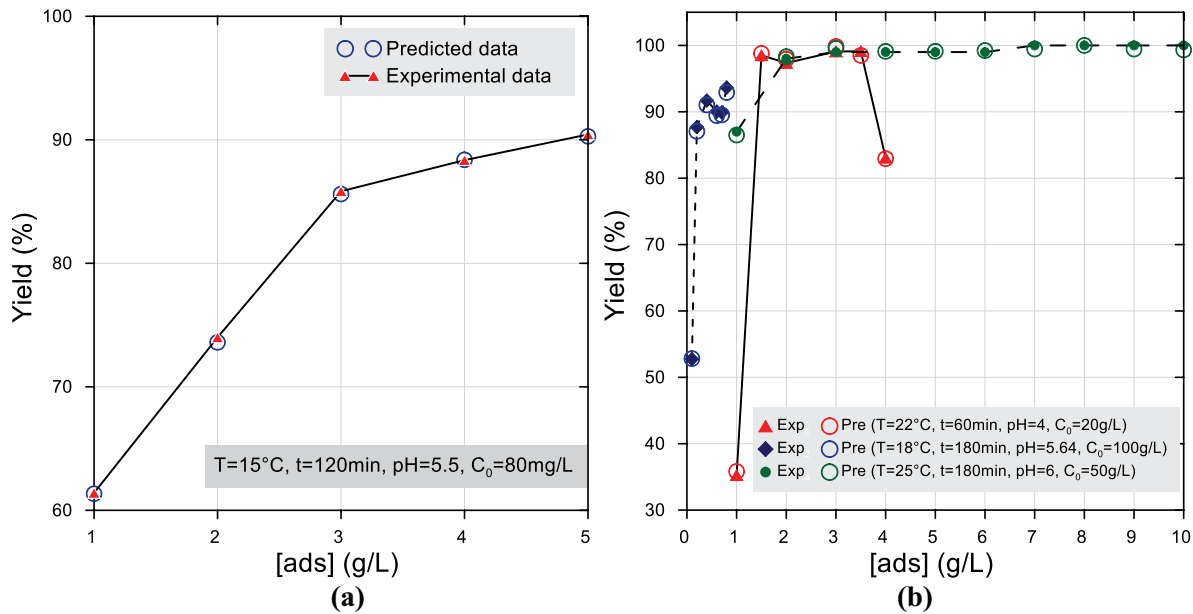 100
90
80
70
60
Yield (%)
Predicted data
Experimental data
T=15°C, t=120min, pH=5.5, C₀=80mg/L
1 2 3 4 5
[ads] (g/L)
(a)
100
90
80
70
60
50
40
30
Yield (%)
Exp Pre (T=22°C, t=60min, pH=4, C₀=20g/L)
Exp Pre (T=18°C, t=180min, pH=5.64, C₀=100g/L)
Exp Pre (T=25°C, t=180min, pH=6, C₀=50g/L)
0 1 2 3 4 5 6 7 8 9 10
[ads] (g/L)
(b)